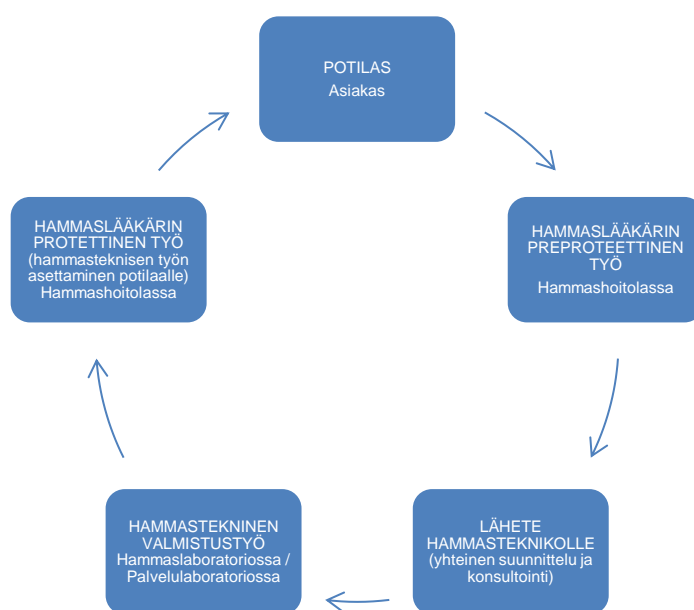 POTILAS
Asiakas
HAMMASLÄÄKÄRIN
PREPROTEETTINEN
TYÖ
Hammashoitolassa
LÄHETE
HAMMASTEKNIKOLLE
(yhteinen suunnittelu ja
konsultointi)
HAMMASTEKNINEN
VALMISTUSTYÖ
Hammaslaboratoriossa /
Palvelulaboratoriossa
HAMMASLÄÄKÄRIN
PROTETTINEN TYÖ
(hammasteknisen työn
asettaminen potilaalle)
Hammashoitolassa